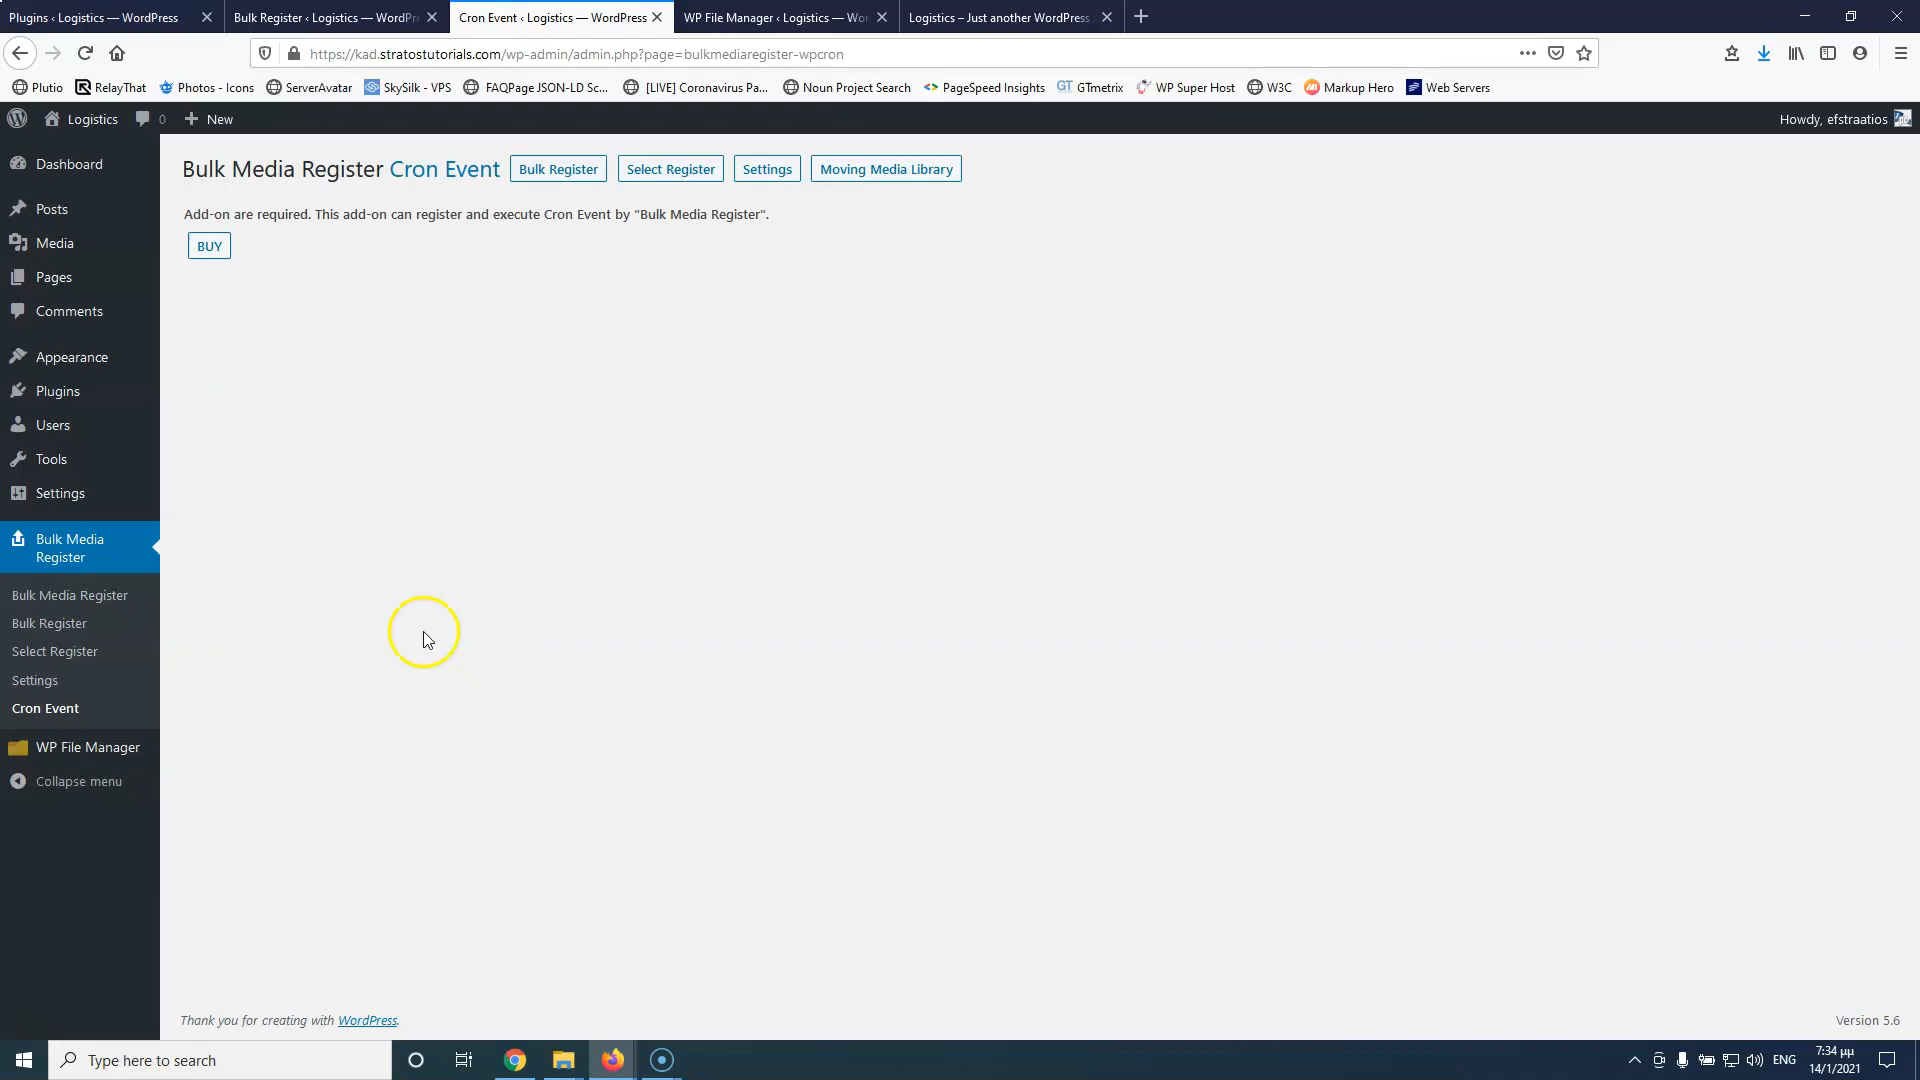 Plugins ‹ Logistics — WordPress
Bulk Register ‹ Logistics — WordPr
Cron Event ‹ Logistics — WordPress
WP File Manager ‹ Logistics — Wor
Logistics – Just another WordPress
https://kad.stratostutorials.com/wp-admin/admin.php?page=bulkmediaregister-wpcron
Plutio
RelayThat
Photos - Icons
ServerAvatar
SkySilk - VPS
FAQPage JSON-LD Sc...
[LIVE] Coronavirus Pa...
Noun Project Search
PageSpeed Insights
GTmetrix
WP Super Host
W3C
Markup Hero
Web Servers
Logistics
0
New
Howdy, efstraatios
Dashboard
Posts
Media
Pages
Comments
Appearance
Plugins
Users
Tools
Settings
Bulk Media
Register
Bulk Media Register
Bulk Register
Select Register
Settings
Cron Event
WP File Manager
Collapse menu
Bulk Media Register Cron Event
Bulk Register
Select Register
Settings
Moving Media Library
Add-on are required. This add-on can register and execute Cron Event by "Bulk Media Register".
BUY
Thank you for creating with WordPress.
Version 5.6
Type here to search
ENG
7:34 μμ
14/1/2021